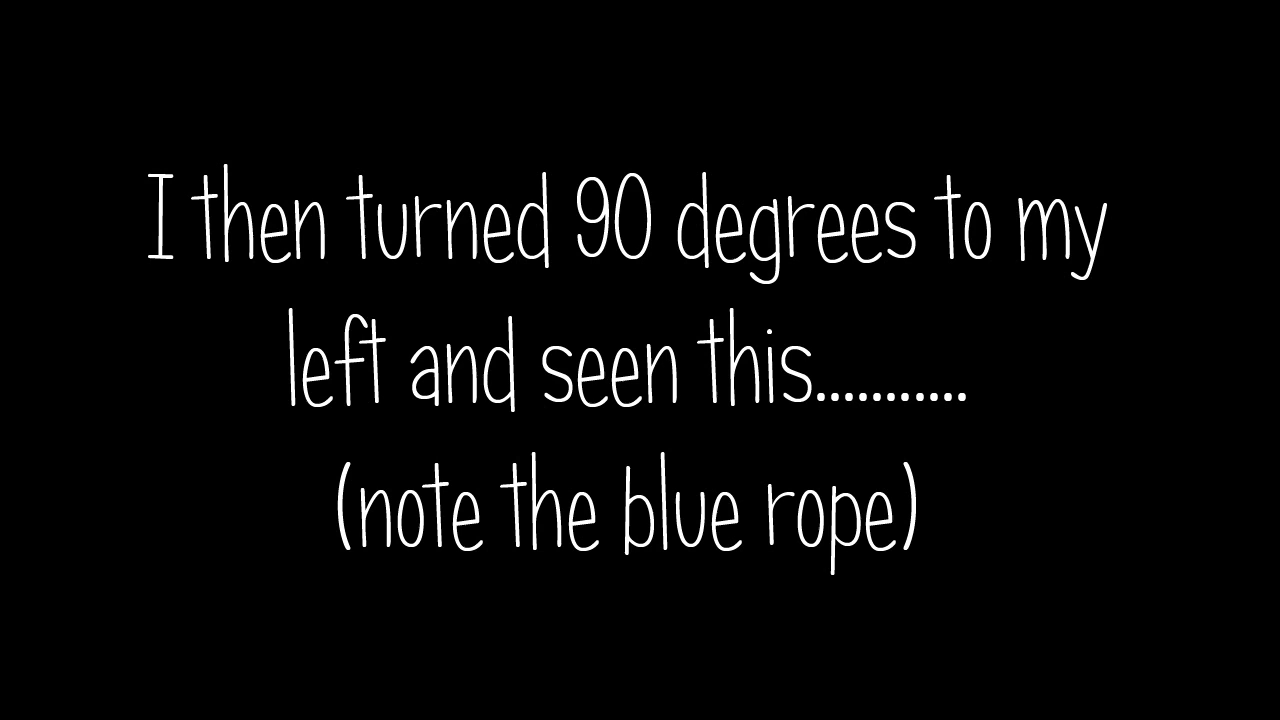 I then turned 90 degrees to my
left and seen this...........
(note the blue rope)